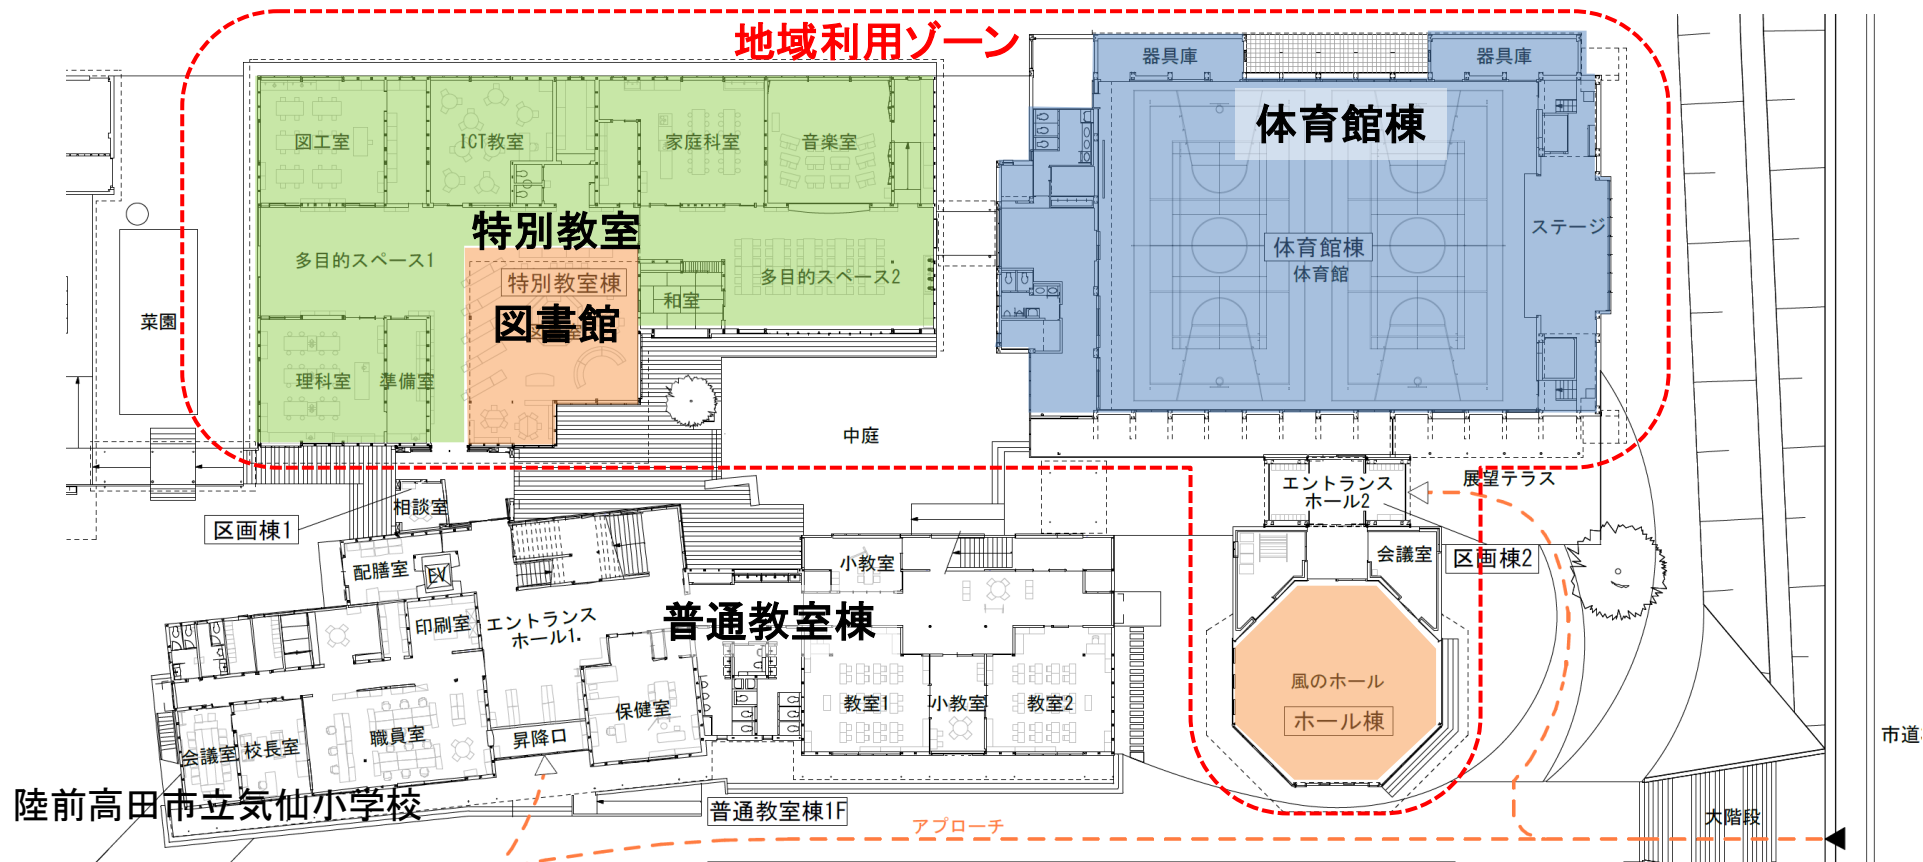 地域利用ゾーン
器具庫
器具庫
体育館棟
図工室
ICT教室
家庭科室
音楽室
特別教室
多目的スペース1
特別教室棟
和室
多目的スペース2
体育館棟
体育館
ステージ
菜園
図書館
理科室
準備室
中庭
相談室
区画棟1
エントランス
ホール2
展望テラス
区画棟2
会議室
配膳室
EV
小教室
印刷室
エントランス
ホール1.
普通教室棟
風のホール
ホール棟
教室1
小教室
教室2
保健室
職員室
昇降口
会議室
校長室
市道
陸前高田市立気仙小学校
普通教室棟1F
アプローチ
大階段